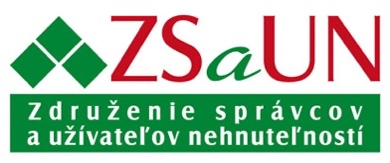 ZSaUN
Združenie správcov
a užívateľov nehnuteľností